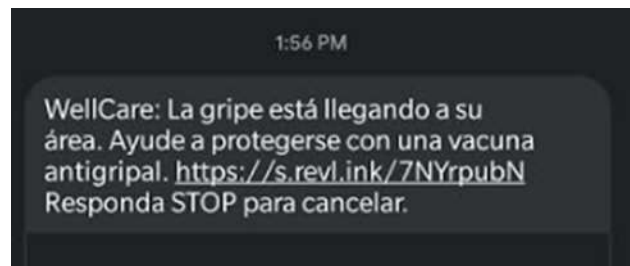 1:56 PM
WellCare: La gripe está llegando a su
área. Ayude a protegerse con una vacuna
antigripal. https://s.revl.ink/7NYrpubN
Responda STOP para cancelar.